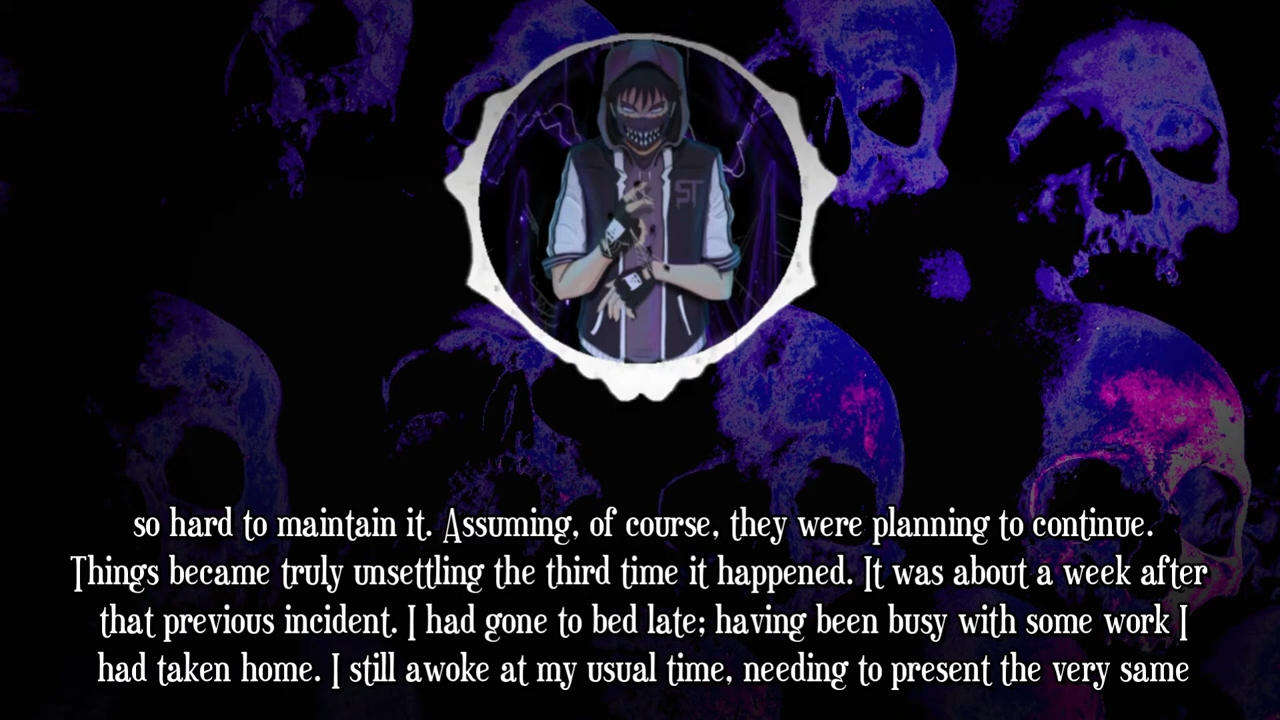 ST
so hard to maintain it. Assuming, of course, they were planning to continue.
Things became truly unsettling the third time it happened. It was about a week after
that previous incident. I had gone to bed late; having been busy with some work I
had taken home. I still awoke at my usual time, needing to present the very same